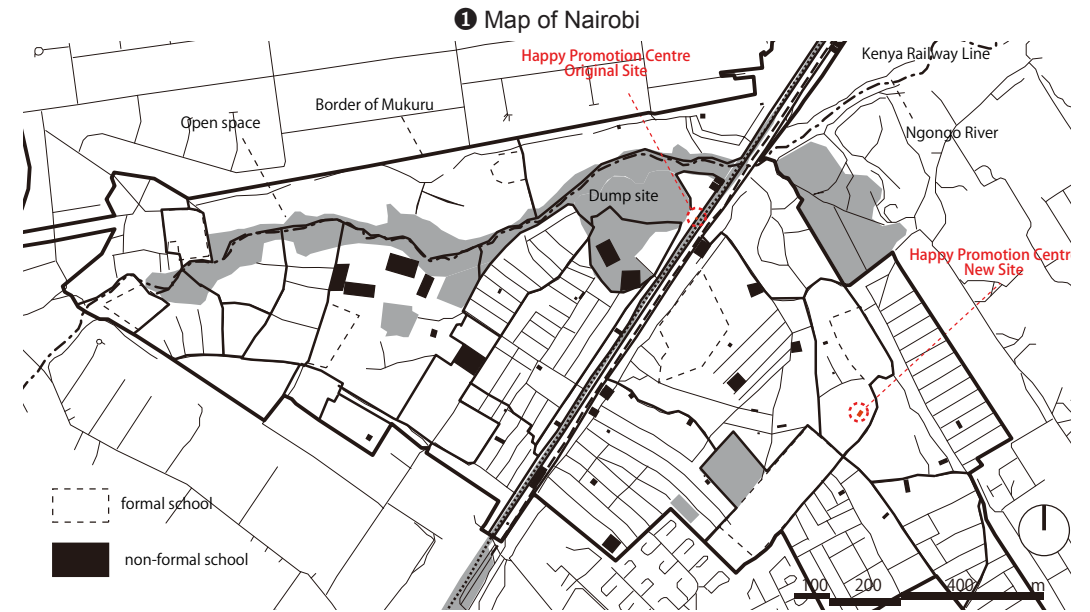 ❶ Map of Nairobi
Happy Promotion Centre
Original Site
Kenya Railway Line
Border of Mukuru
Open space
Ngongo River
Dump site
Happy Promotion Centr
New Site
formal school
non-formal school
100 200 400 m